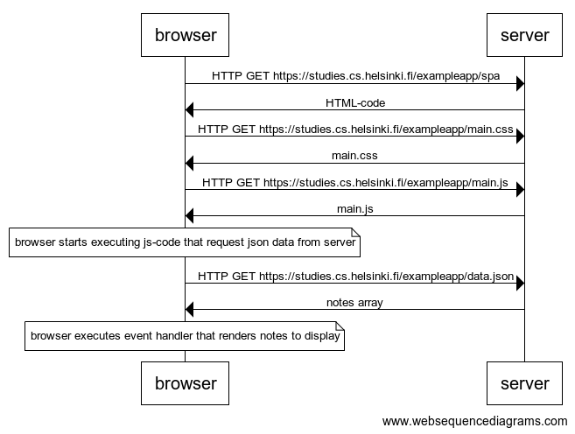 browser server
HTTP GET https://studies.cs.helsinki.fi/exampleapp/spa
HTML-code
HTTP GET https://studies.cs.helsinki.fi/exampleapp/main.css
main.css
HTTP GET https://studies.cs.helsinki.fi/exampleapp/main.js
main.js
browser starts executing js-code that request json data from server
HTTP GET https://studies.cs.helsinki.fi/exampleapp/data.json
notes array
browser executes event handler that renders notes to display
browser server
www.websequencediagrams.com